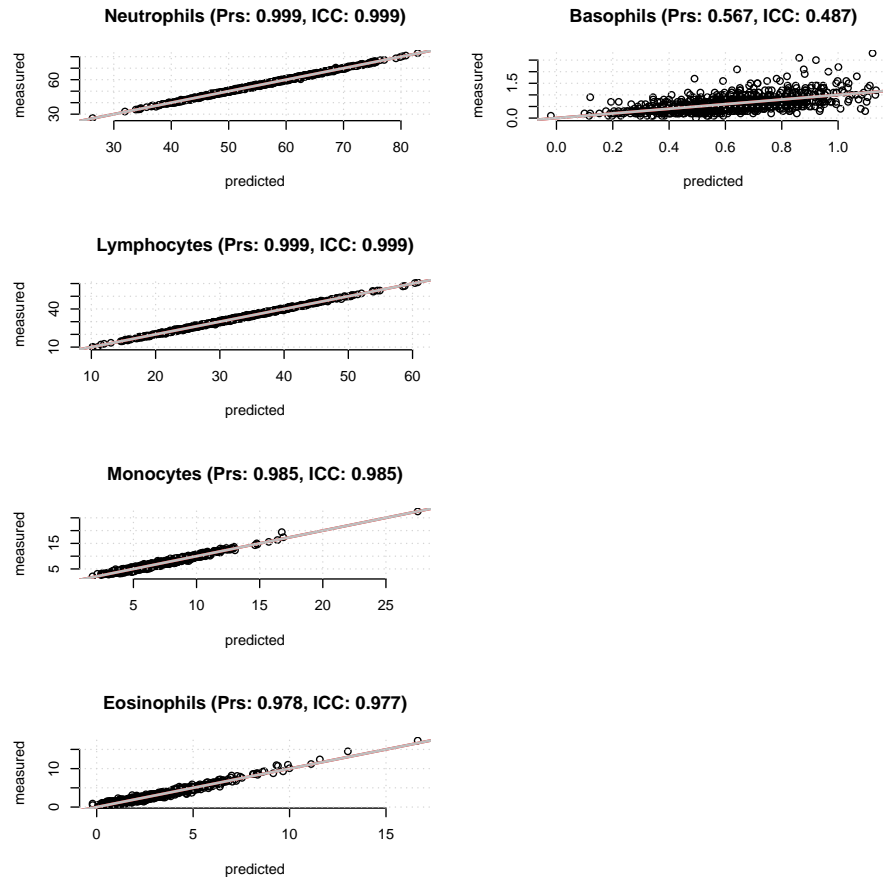 Neutrophils (Prs: 0.999, ICC: 0.999)
measured
60
30
30 40 50 60 70 80
predicted
Basophils (Prs: 0.567, ICC: 0.487)
measured
1.5
0.0
0.0 0.2 0.4 0.6 0.8 1.0
predicted
Lymphocytes (Prs: 0.999, ICC: 0.999)
measured
40
10
10 20 30 40 50 60
predicted
Monocytes (Prs: 0.985, ICC: 0.985)
measured
15
5
5 10 15 20 25
predicted
Eosinophils (Prs: 0.978, ICC: 0.977)
measured
10
0
0 5 10 15
predicted